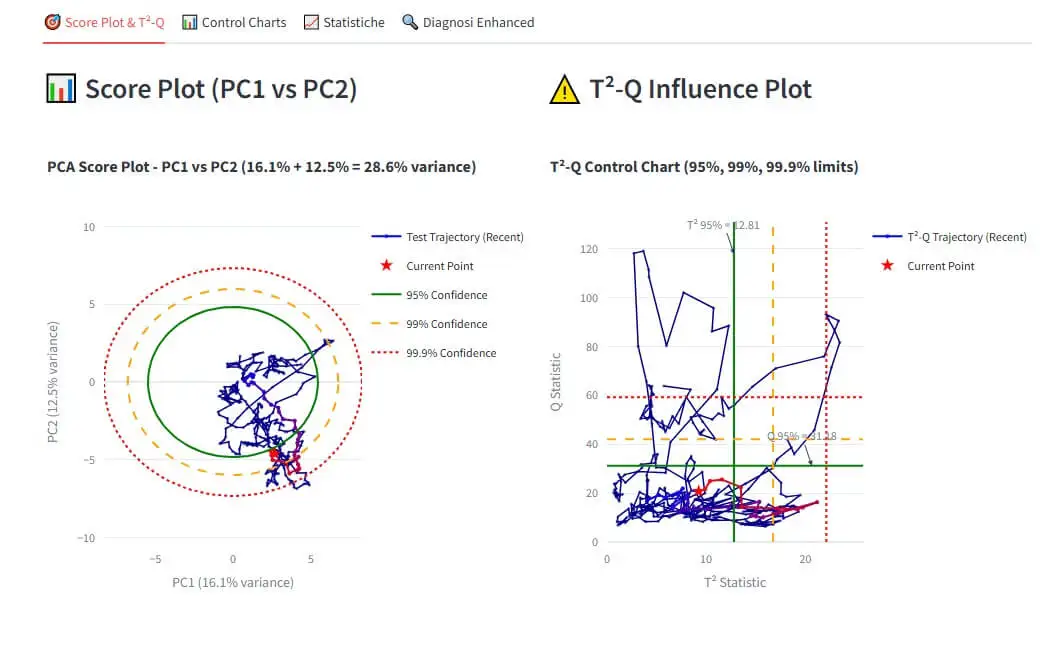 Score Plot & T²-Q
Control Charts
Statistiche
Diagnosi Enhanced
Score Plot (PC1 vs PC2)
PCA Score Plot - PC1 vs PC2 (16.1% + 12.5% = 28.6% variance)
10
5
0
−5
−10
−5
0
5
PC1 (16.1% variance)
PC2 (12.5% variance)
Test Trajectory (Recent)
Current Point
95% Confidence
99% Confidence
99.9% Confidence
T²-Q Influence Plot
T²-Q Control Chart (95%, 99%, 99.9% limits)
T² 95% = 12.81
Q 95% = 31.18
120
100
80
60
40
20
0
0
10
20
T² Statistic
Q Statistic
T²-Q Trajectory (Recent)
Current Point